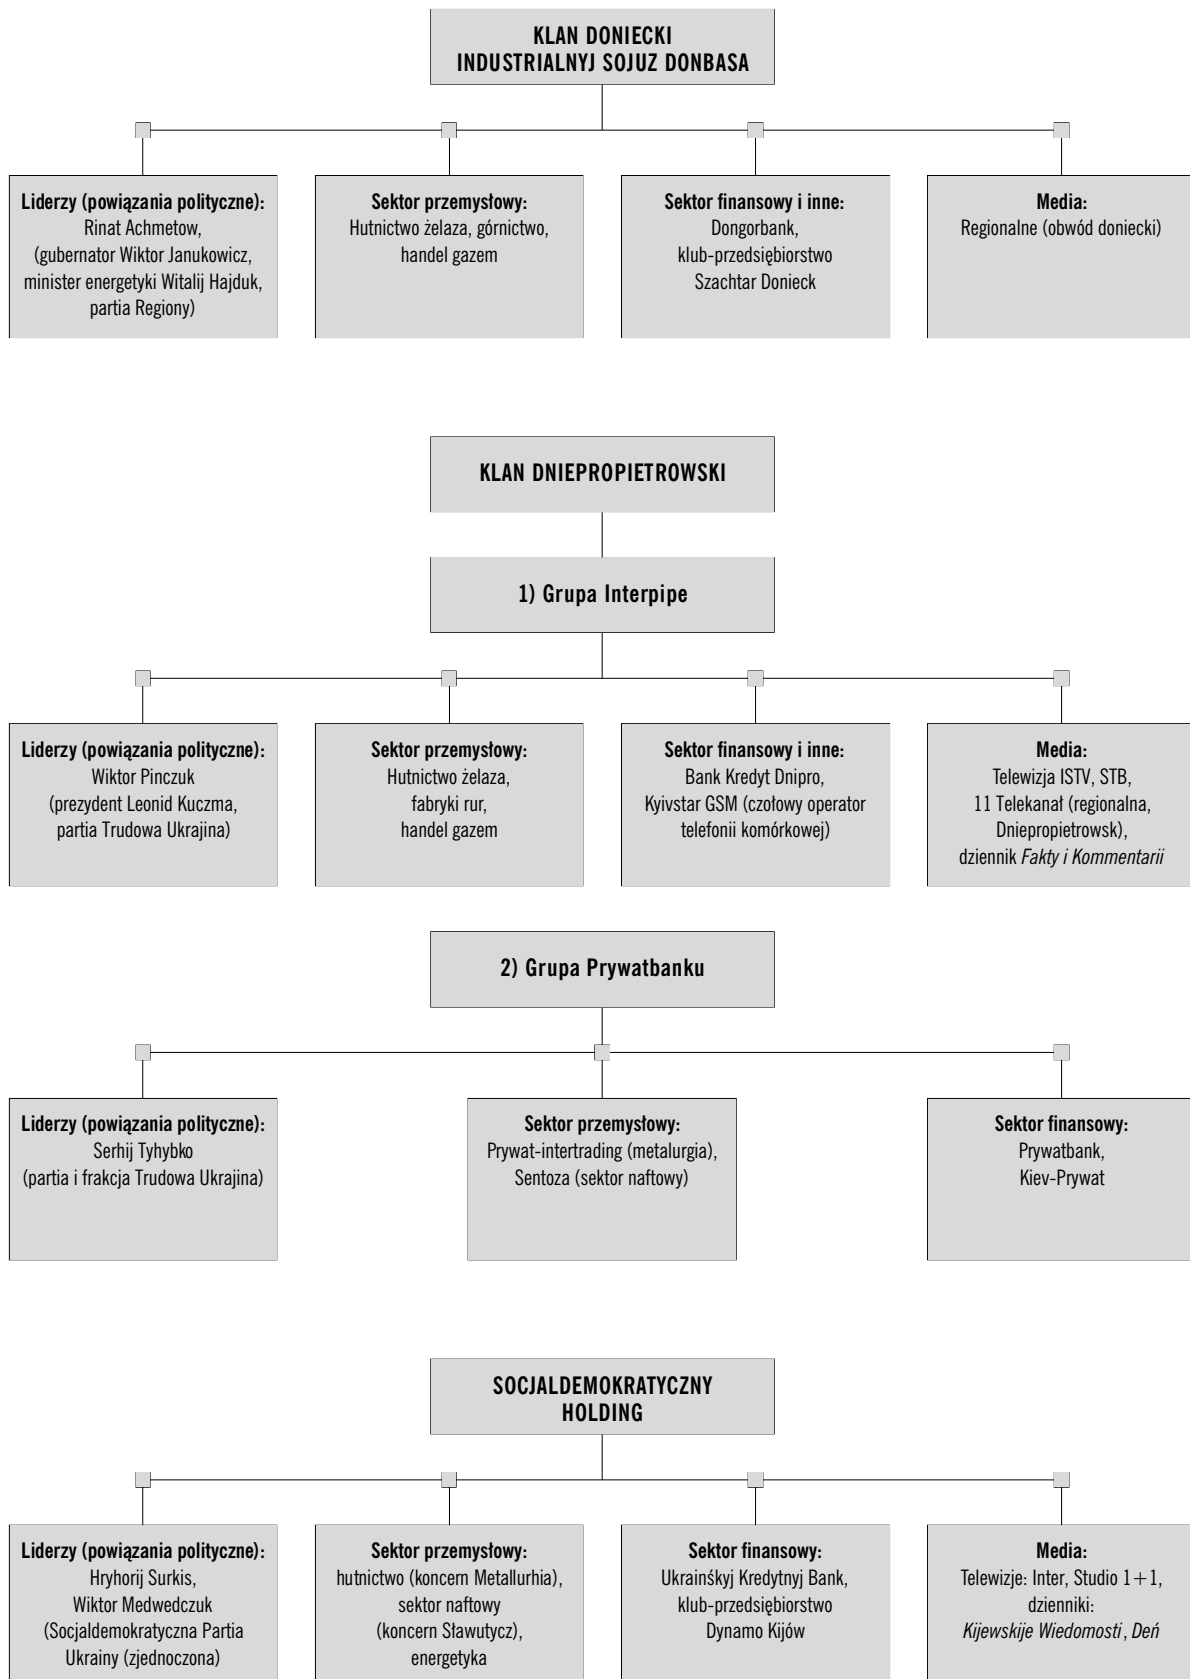 KLAN DONIECKI
INDUSTRIALNYJ SOJUZ DONBASA
Liderzy (powiązania polityczne):
Rinat Achmetow,
(gubernator Wiktor Janukowicz,
minister energetyki Witalij Hajduk,
partia Regiony)
Sektor przemysłowy:
Hutnictwo żelaza, górnictwo,
handel gazem
Sektor finansowy i inne:
Dongorbank,
klub-przedsiębiorstwo
Szachtar Donieck
Media:
Regionalne (obwód doniecki)
KLAN DNIEPROPIETROWSKI
1) Grupa Interpipe
Liderzy (powiązania polityczne):
Wiktor Pinczuk
(prezydent Leonid Kuczma,
partia Trudowa Ukrajina)
Sektor przemysłowy:
Hutnictwo żelaza,
fabryki rur,
handel gazem
Sektor finansowy i inne:
Bank Kredyt Dnipro,
Kyivstar GSM (czołowy operator
telefonii komórkowej)
Media:
Telewizja ISTV, STB,
11 Telekanał (regionalna,
Dniepropietrowsk),
dziennik Fakty i Kommentarii
2) Grupa Prywatbanku
Liderzy (powiązania polityczne):
Serhij Tyhybko
(partia i frakcja Trudowa Ukrajina)
Sektor przemysłowy:
Prywat-intertrading (metalurgia),
Sentoza (sektor naftowy)
Sektor finansowy:
Prywatbank,
Kiev-Prywat
SOCJALDEMOKRATYCZNY
HOLDING
Liderzy (powiązania polityczne):
Hryhorij Surkis,
Wiktor Medwedczuk
(Socjaldemokratyczna Partia
Ukrainy (zjednoczona)
Sektor przemysłowy:
hutnictwo (koncern Metallurhia),
sektor naftowy
(koncern Sławutycz),
energetyka
Sektor finansowy:
Ukrainśkyj Kredytnyj Bank,
klub-przedsiębiorstwo
Dynamo Kijów
Media:
Telewizje: Inter, Studio 1+1,
dzienniki:
Kijewskije Wiedomosti, Deń